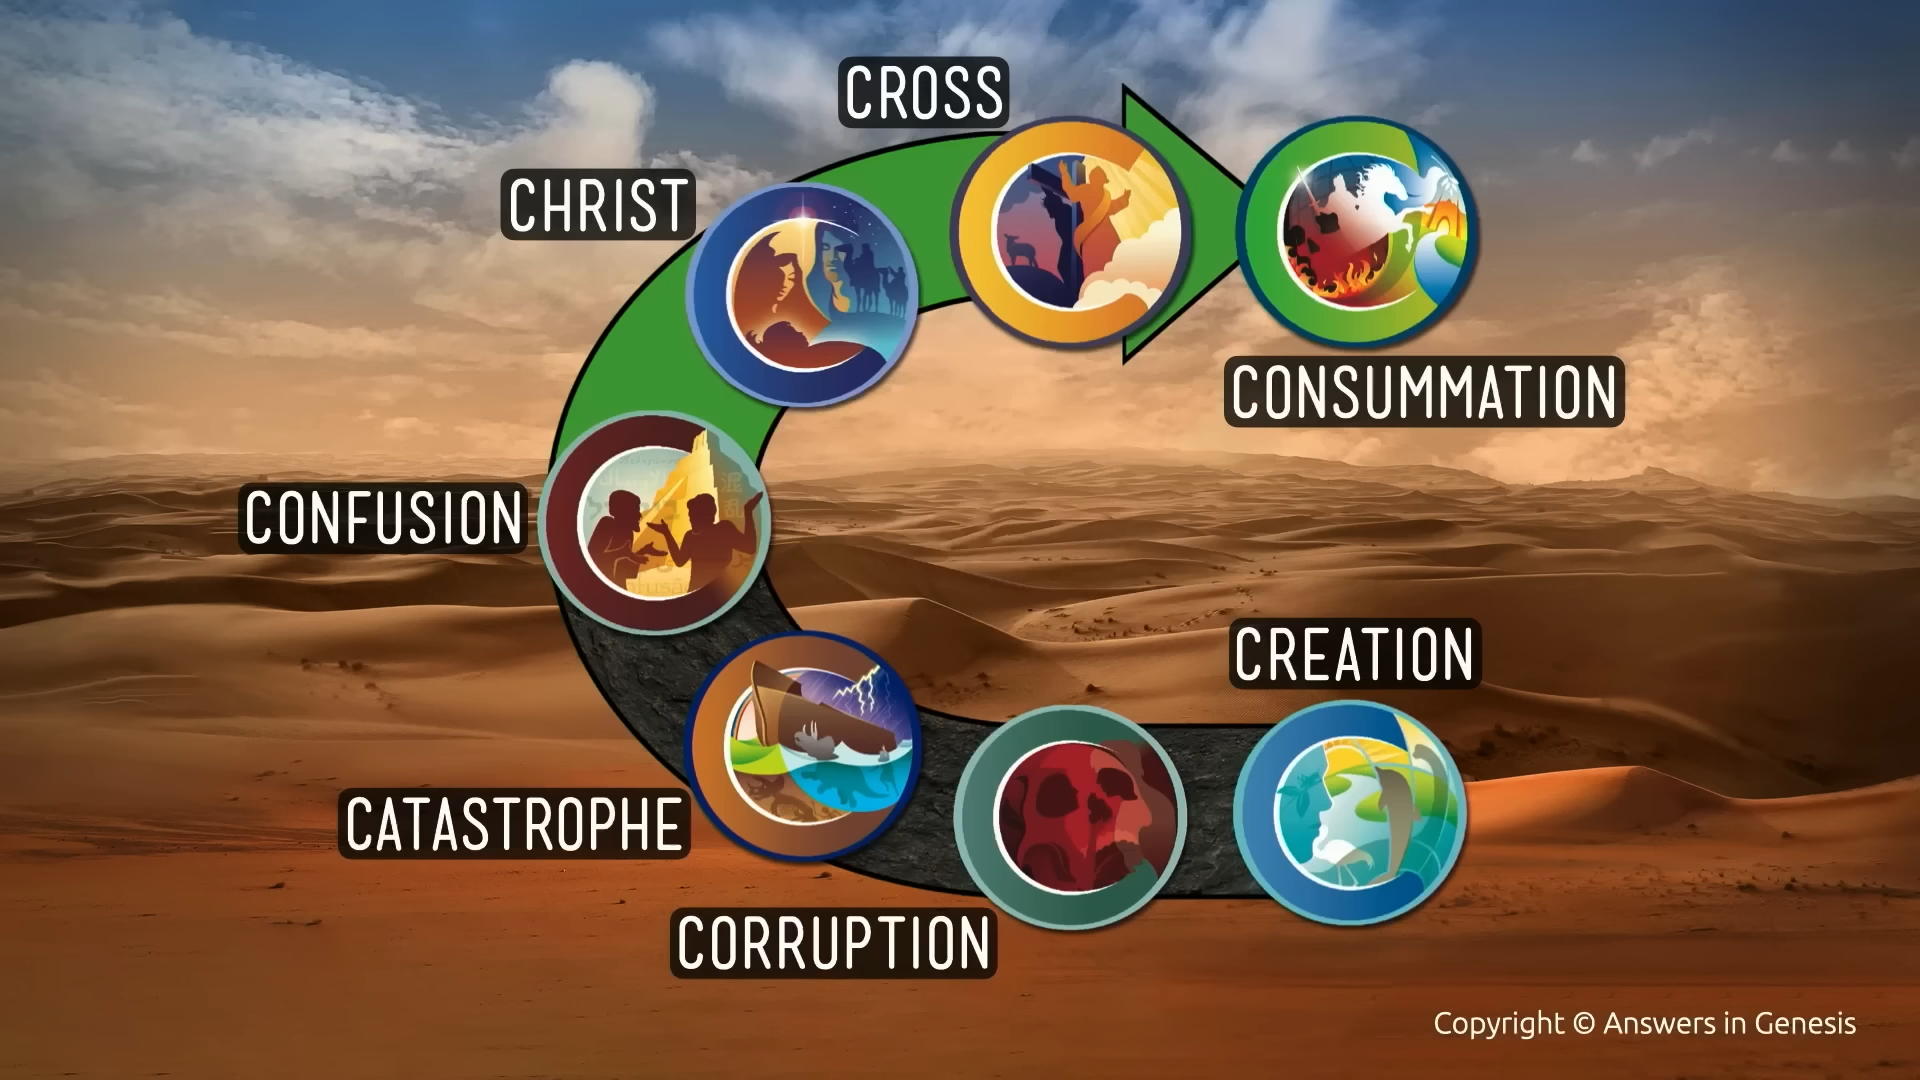 CROSS
CHRIST
CONSUMMATION
CONFUSION
CREATION
CATASTROPHE
CORRUPTION
Copyright © Answers in Genesis